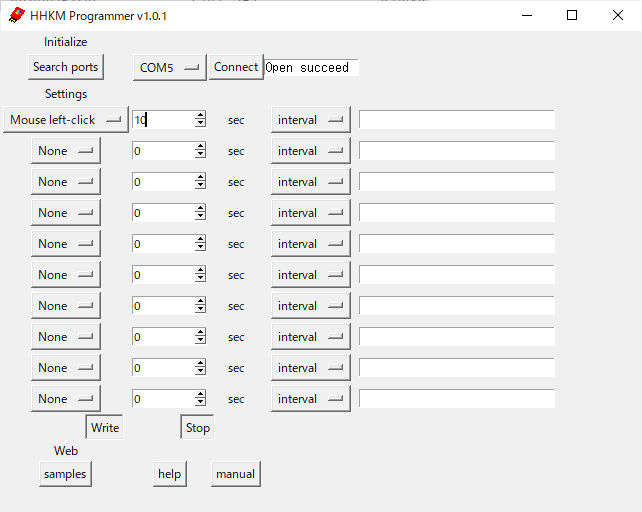 HHKM Programmer v1.0.1
Initialize
Search ports COM5 Connect Open succeed
Settings
Mouse left-click 10 sec interval
None 0 sec interval
None 0 sec interval
None 0 sec interval
None 0 sec interval
None 0 sec interval
None 0 sec interval
None 0 sec interval
None 0 sec interval
None 0 sec interval
Write Stop
Web
samples help manual